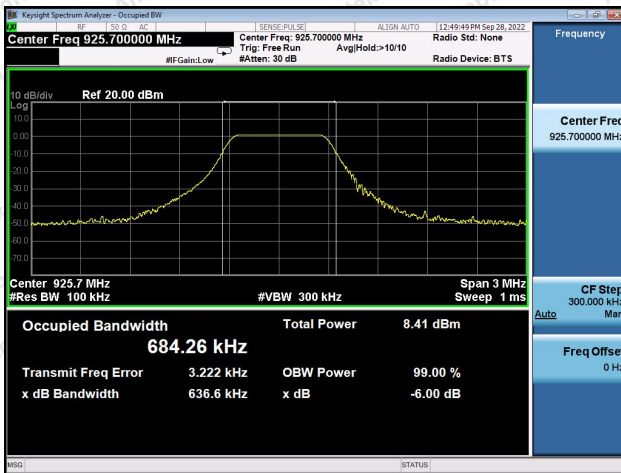 Keysight Spectrum Analyzer - Occupied BW
RF 50 Ω AC SENSE:PULSE ALIGN AUTO 12:49:49 PM Sep 28, 2022
Center Freq 925.700000 MHz
Center Freq: 925.700000 MHz
Radio Std: None
Trig: Free Run Avg|Hold:>10/10
#IFGain:Low
#Atten: 30 dB
Radio Device: BTS
Frequency
10 dB/div Ref 20.00 dBm
Log
10.0
0.00
-10.0
-20.0
-30.0
-40.0
-50.0
-60.0
-70.0
Center Freq
925.700000 MHz
Center 925.7 MHz
Span 3 MHz
#Res BW 100 kHz
#VBW 300 kHz
Sweep 1 ms
CF Step
300.000 kHz
Auto Man
Occupied Bandwidth
684.26 kHz
Total Power 8.41 dBm
Transmit Freq Error 3.222 kHz
OBW Power 99.00 %
x dB Bandwidth 636.6 kHz
x dB -6.00 dB
Freq Offset
0 Hz
MSG
STATUS